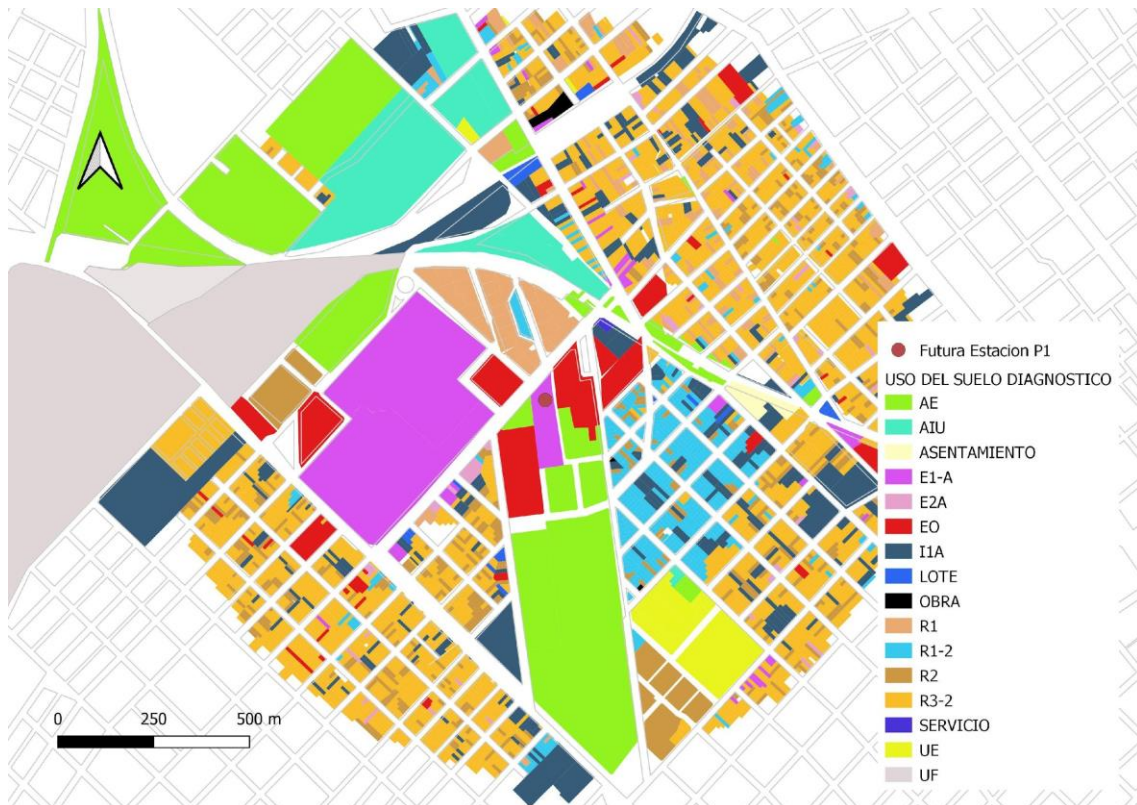 Futura Estacion P1
USO DEL SUELO DIAGNOSTICO
AE
AIU
ASENTAMIENTO
E1-A
E2A
EO
I1A
LOTE
OBRA
R1
R1-2
R2
R3-2
SERVICIO
UE
UF
0 250 500 m